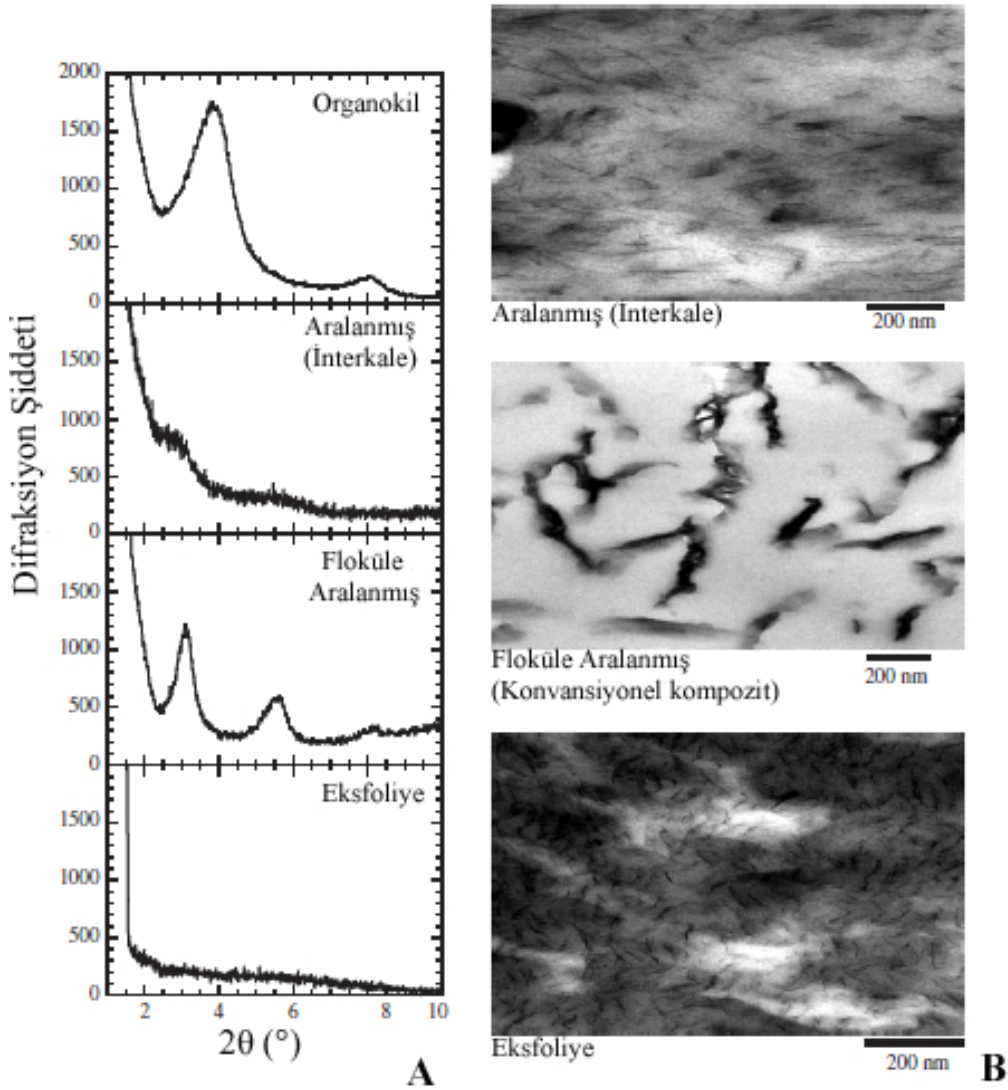 Difraksiyon Şiddeti
2000
1500
1000
500
0
Organokil
1500
1000
500
0
Aralanmış
(İnterkale)
1500
1000
500
0
Floküle
Aralanmış
1500
1000
500
0
Eksfoliye
2 4 6 8 10
2θ (°)
A
Aralanmış (İnterkale)
200 nm
Floküle Aralanmış
(Konvansiyonel kompozit)
200 nm
Eksfoliye
200 nm
B